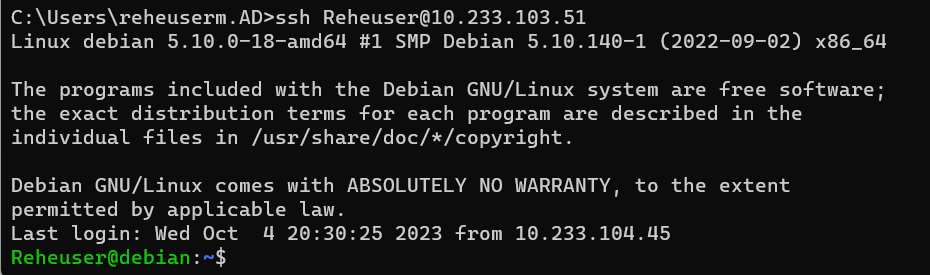 C:\Users\reheuserm.AD>ssh Reheuser@10.233.103.51
Linux debian 5.10.0-18-amd64 #1 SMP Debian 5.10.140-1 (2022-09-02) x86_64
The programs included with the Debian GNU/Linux system are free software;
the exact distribution terms for each program are described in the
individual files in /usr/share/doc/*/copyright.
Debian GNU/Linux comes with ABSOLUTELY NO WARRANTY, to the extent
permitted by applicable law.
Last login: Wed Oct  4 20:30:25 2023 from 10.233.104.45
Reheuser@debian:~$